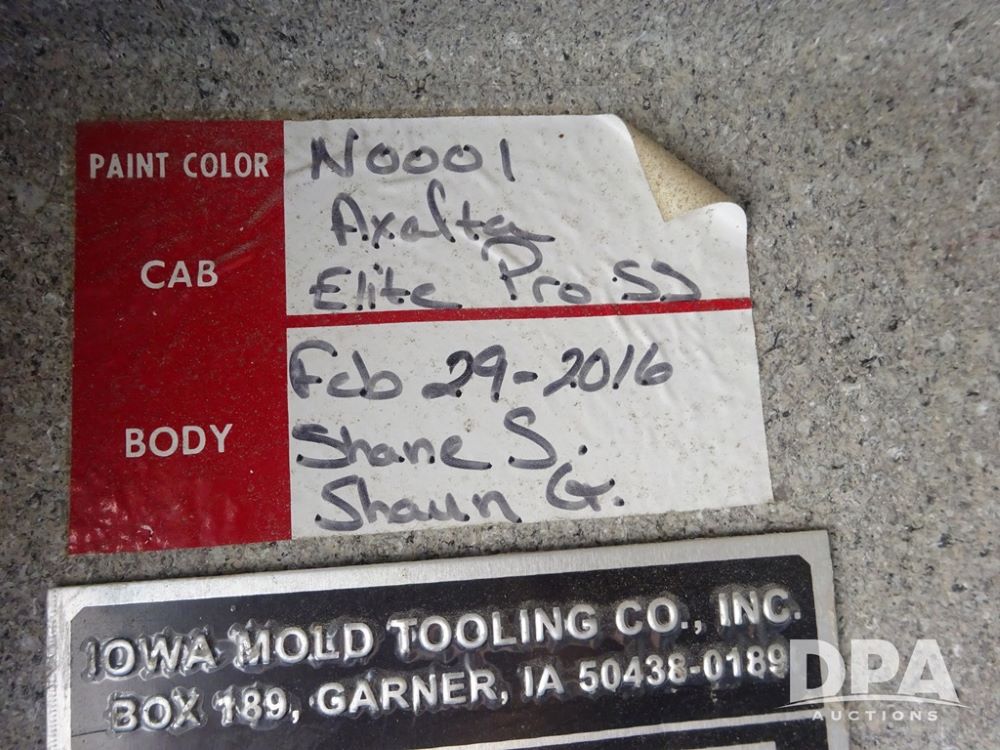 PAINT COLOR
N0001
Axalta
CAB
Elite Pro SS
Feb 29-2016
BODY
Shane S.
Shaun G.
IOWA MOLD TOOLING CO., INC.
BOX 189, GARNER, IA 50438-0189
DPA
AUCTIONS